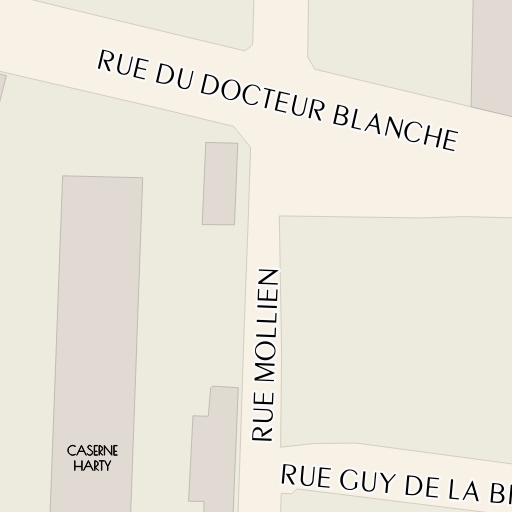 RUE DU DOCTEUR BLANCHE
RUE MOLLIEN
CASERNE
HARTY
RUE GUY DE LA